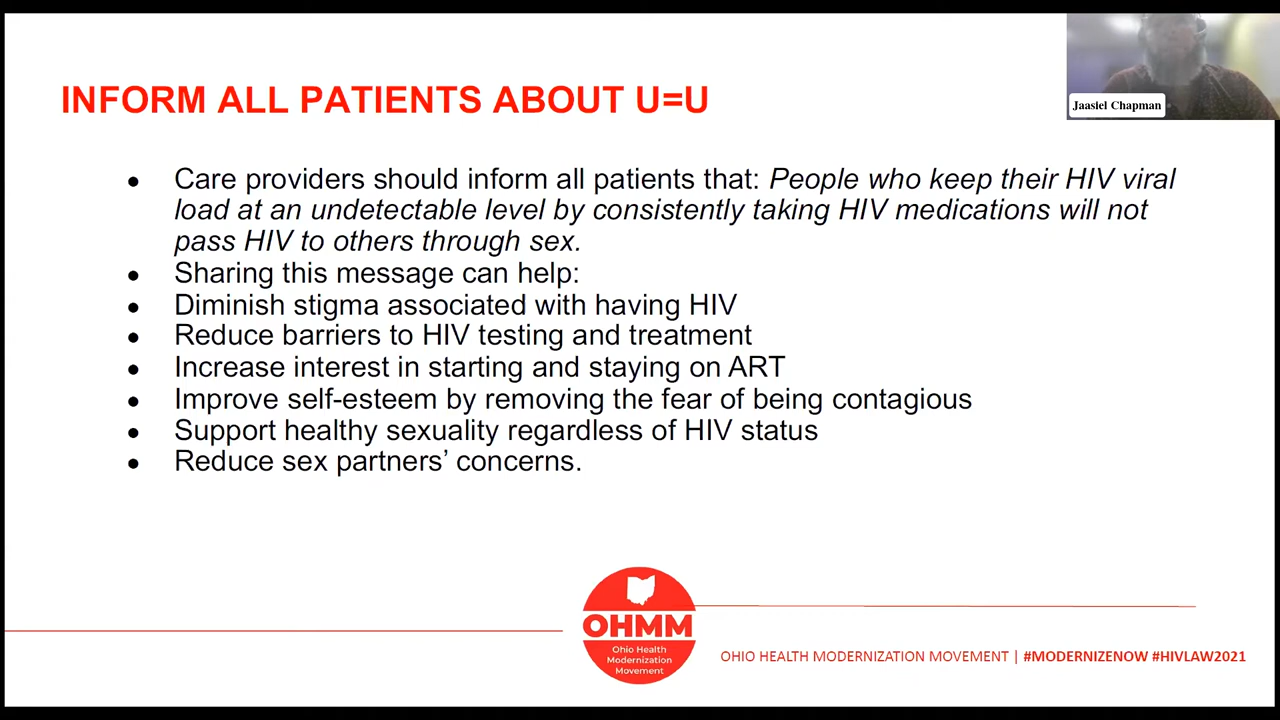 INFORM ALL PATIENTS ABOUT U=U
Jaasiel Chapman
• Care providers should inform all patients that: People who keep their HIV viral
load at an undetectable level by consistently taking HIV medications will not
pass HIV to others through sex.
• Sharing this message can help:
• Diminish stigma associated with having HIV
• Reduce barriers to HIV testing and treatment
• Increase interest in starting and staying on ART
• Improve self-esteem by removing the fear of being contagious
• Support healthy sexuality regardless of HIV status
• Reduce sex partners’ concerns.
OHMM
Ohio Health
Modernization
Movement
OHIO HEALTH MODERNIZATION MOVEMENT | #MODERNIZENOW #HIVLAW2021